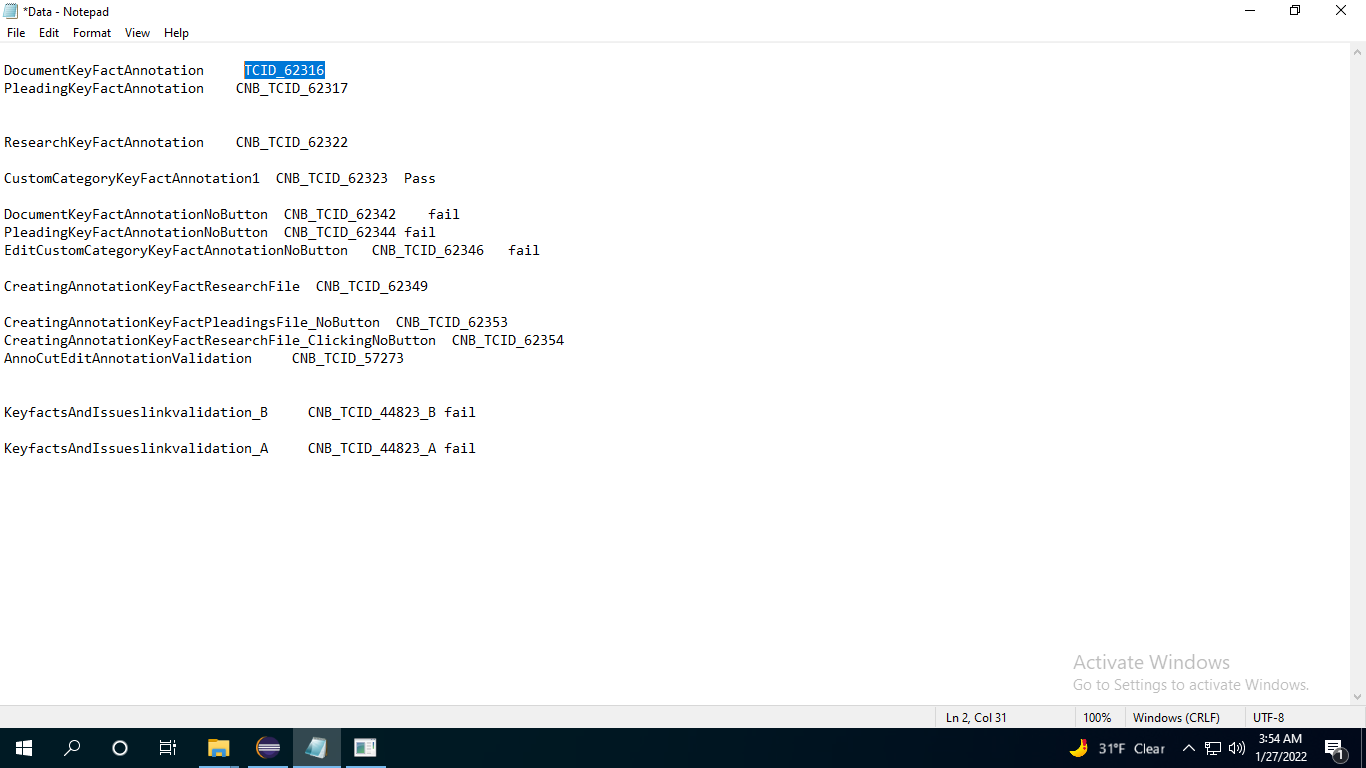 *Data - Notepad
File Edit Format View Help
DocumentKeyFactAnnotation TCID_62316
PleadingKeyFactAnnotation CNB_TCID_62317
ResearchKeyFactAnnotation CNB_TCID_62322
CustomCategoryKeyFactAnnotation1 CNB_TCID_62323 Pass
DocumentKeyFactAnnotationNoButton CNB_TCID_62342 fail
PleadingKeyFactAnnotationNoButton CNB_TCID_62344 fail
EditCustomCategoryKeyFactAnnotationNoButton CNB_TCID_62346 fail
CreatingAnnotationKeyFactResearchFile CNB_TCID_62349
CreatingAnnotationKeyFactPleadingsFile_NoButton CNB_TCID_62353
CreatingAnnotationKeyFactResearchFile_ClickingNoButton CNB_TCID_62354
AnnoCutEditAnnotationValidation CNB_TCID_57273
KeyfactsAndIssueslinkvalidation_B CNB_TCID_44823_B fail
KeyfactsAndIssueslinkvalidation_A CNB_TCID_44823_A fail
Activate Windows
Go to Settings to activate Windows.
Ln 2, Col 31 100% Windows (CRLF) UTF-8
31°F Clear 3:54 AM
1/27/2022 1